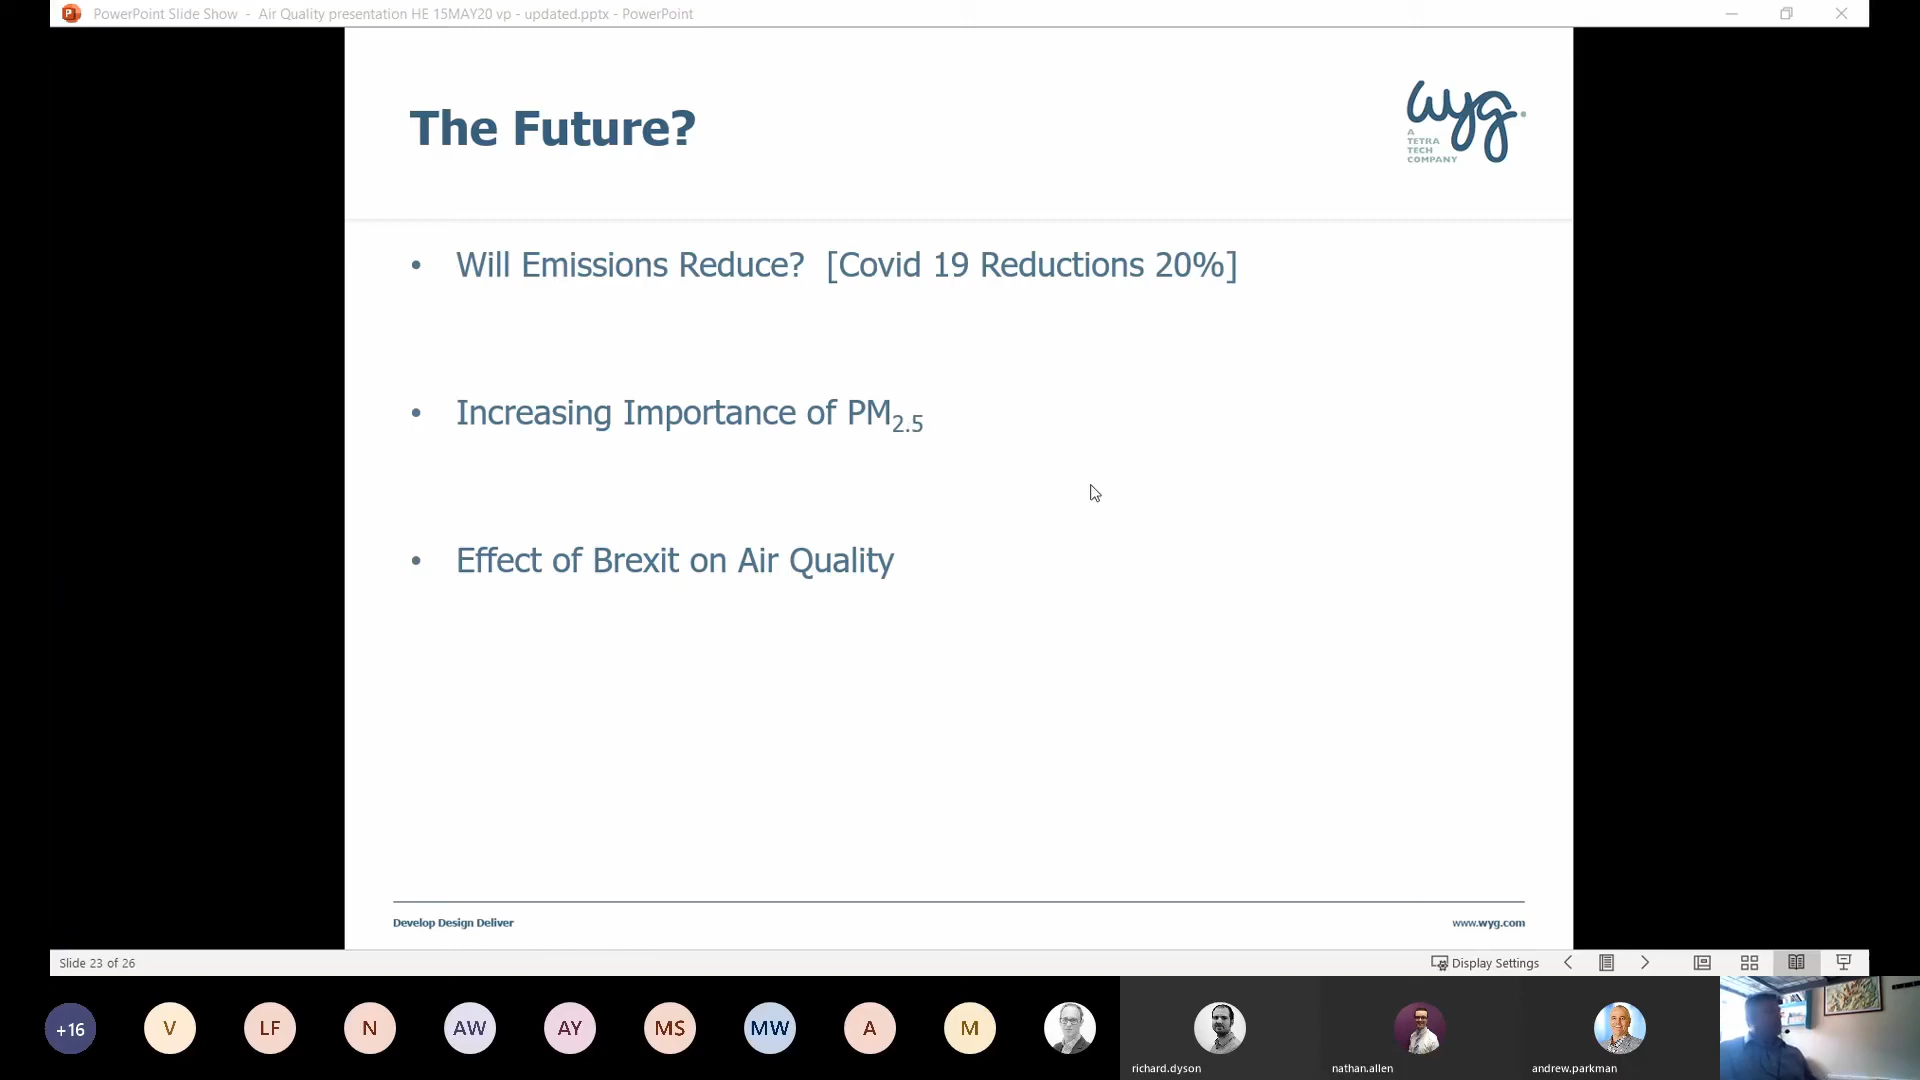 PowerPoint Slide Show - Air Quality presentation HE 15MAY20 vp - updated.pptx - PowerPoint
The Future?
wyg.
A
TETRA
TECH
COMPANY
• Will Emissions Reduce? [Covid 19 Reductions 20%]
• Increasing Importance of PM2.5
• Effect of Brexit on Air Quality
Develop Design Deliver
www.wyg.com
Slide 23 of 26
Display Settings
+16
V
LF
N
AW
AY
MS
MW
A
M
richard.dyson
nathan.allen
andrew.parkman